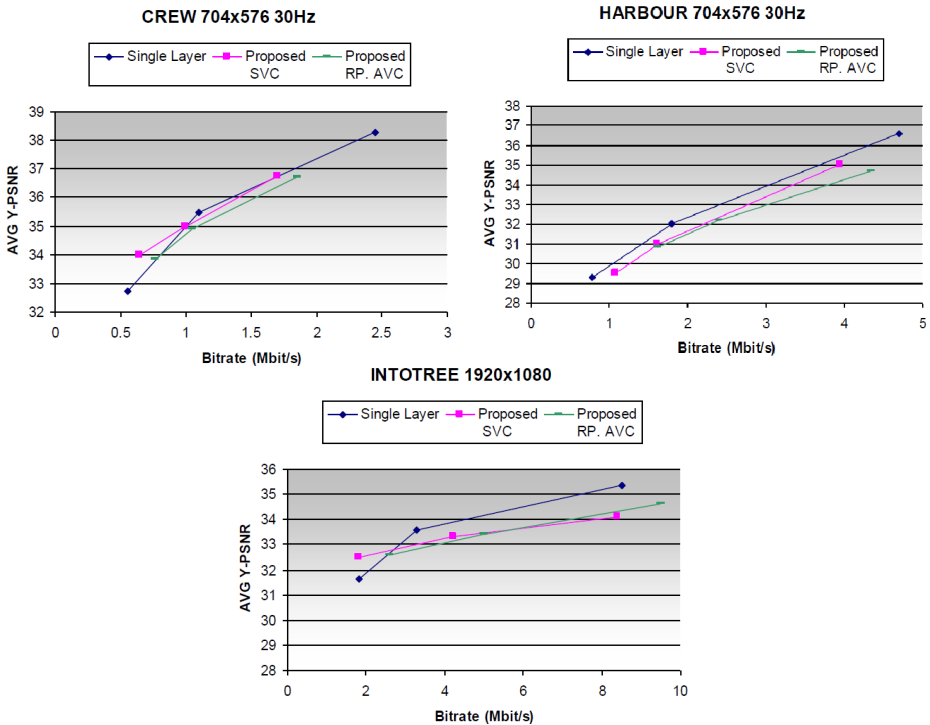 CREW 704x576 30Hz
Single Layer Proposed SVC Proposed RP. AVC
39
38
37
36
35
34
33
32
AVG Y-PSNR
0 0.5 1 1.5 2 2.5 3
Bitrate (Mbit/s)
HARBOUR 704x576 30Hz
Single Layer Proposed SVC Proposed RP. AVC
38
37
36
35
34
33
32
31
30
29
28
AVG Y-PSNR
0 1 2 3 4 5
Bitrate (Mbit/s)
INTOTREE 1920x1080
Single Layer Proposed SVC Proposed RP. AVC
36
35
34
33
32
31
30
29
28
AVG Y-PSNR
0 2 4 6 8 10
Bitrate (Mbit/s)